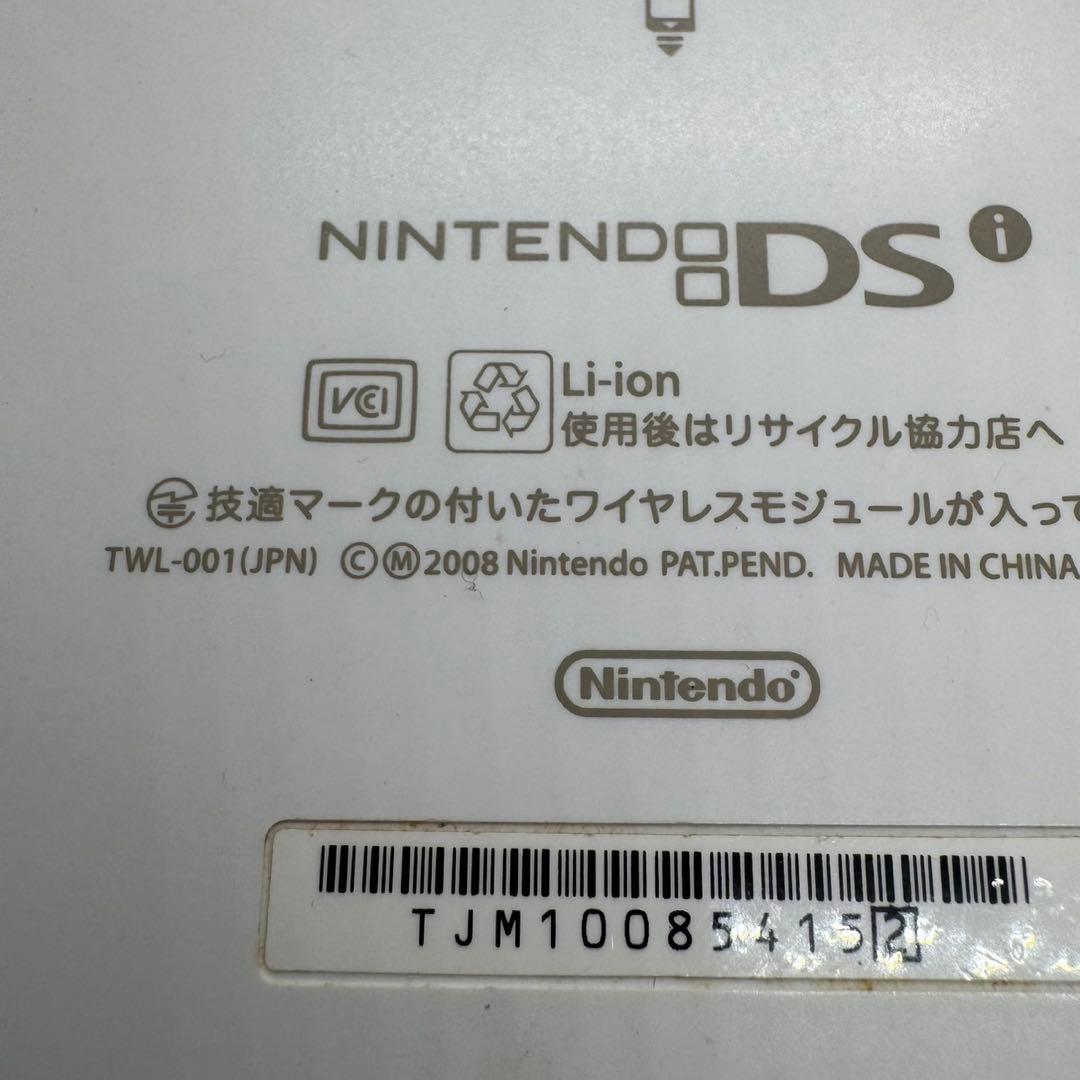 NINTENDO DS i
VCI
Li-ion
使用後はリサイクル協力店へ
技適マークの付いたワイヤレスモジュールが入って
TWL-001(JPN) ⒸⓂ2008 Nintendo PAT.PEND. MADE IN CHINA
Nintendo
TJM100854152